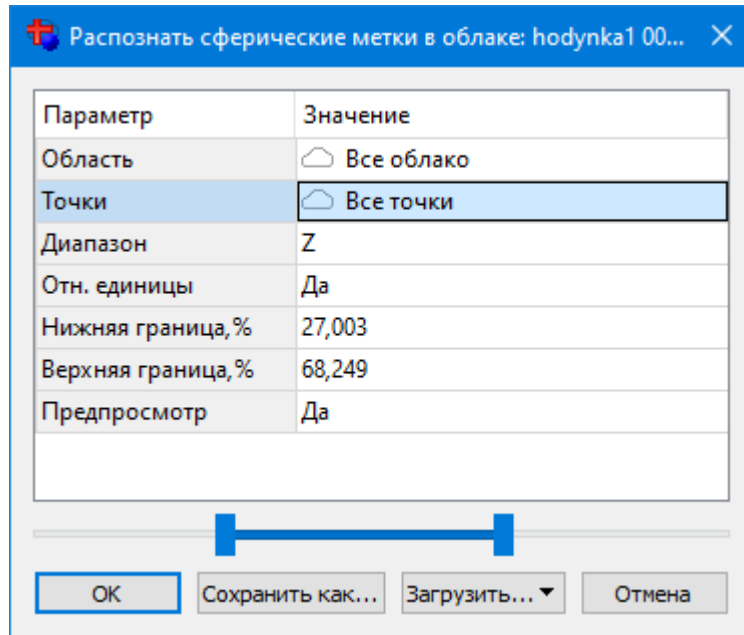 Распознать сферические метки в облаке: hodynka1 00...
Параметр Значение
Область Все облако
Точки Все точки
Диапазон Z
Отн. единицы Да
Нижняя граница,% 27,003
Верхняя граница,% 68,249
Предпросмотр Да
ОК Сохранить как... Загрузить... Отмена